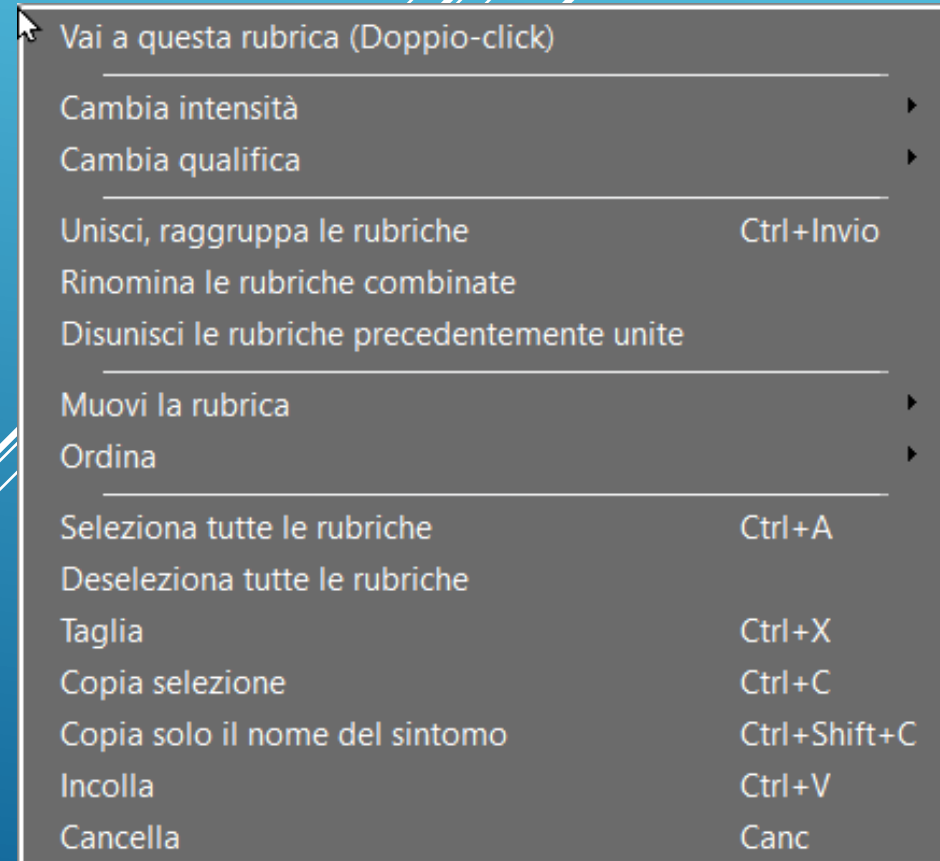 Vai a questa rubrica (Doppio-click)
Cambia intensità
Cambia qualifica
Unisci, raggruppa le rubriche Ctrl+Invio
Rinomina le rubriche combinate
Disunisci le rubriche precedentemente unite
Muovi la rubrica
Ordina
Seleziona tutte le rubriche Ctrl+A
Deseleziona tutte le rubriche
Taglia Ctrl+X
Copia selezione Ctrl+C
Copia solo il nome del sintomo Ctrl+Shift+C
Incolla Ctrl+V
Cancella Canc